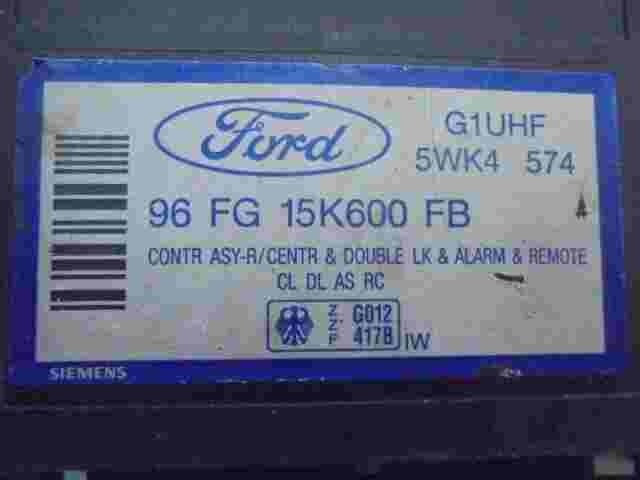 Ford
G1UHF
5WK4 574
96 FG 15K600 FB
CONTR ASY-R/CENTR & DOUBLE LK & ALARM & REMOTE
CL DL AS RC
ZZF G012
417B IW
SIEMENS